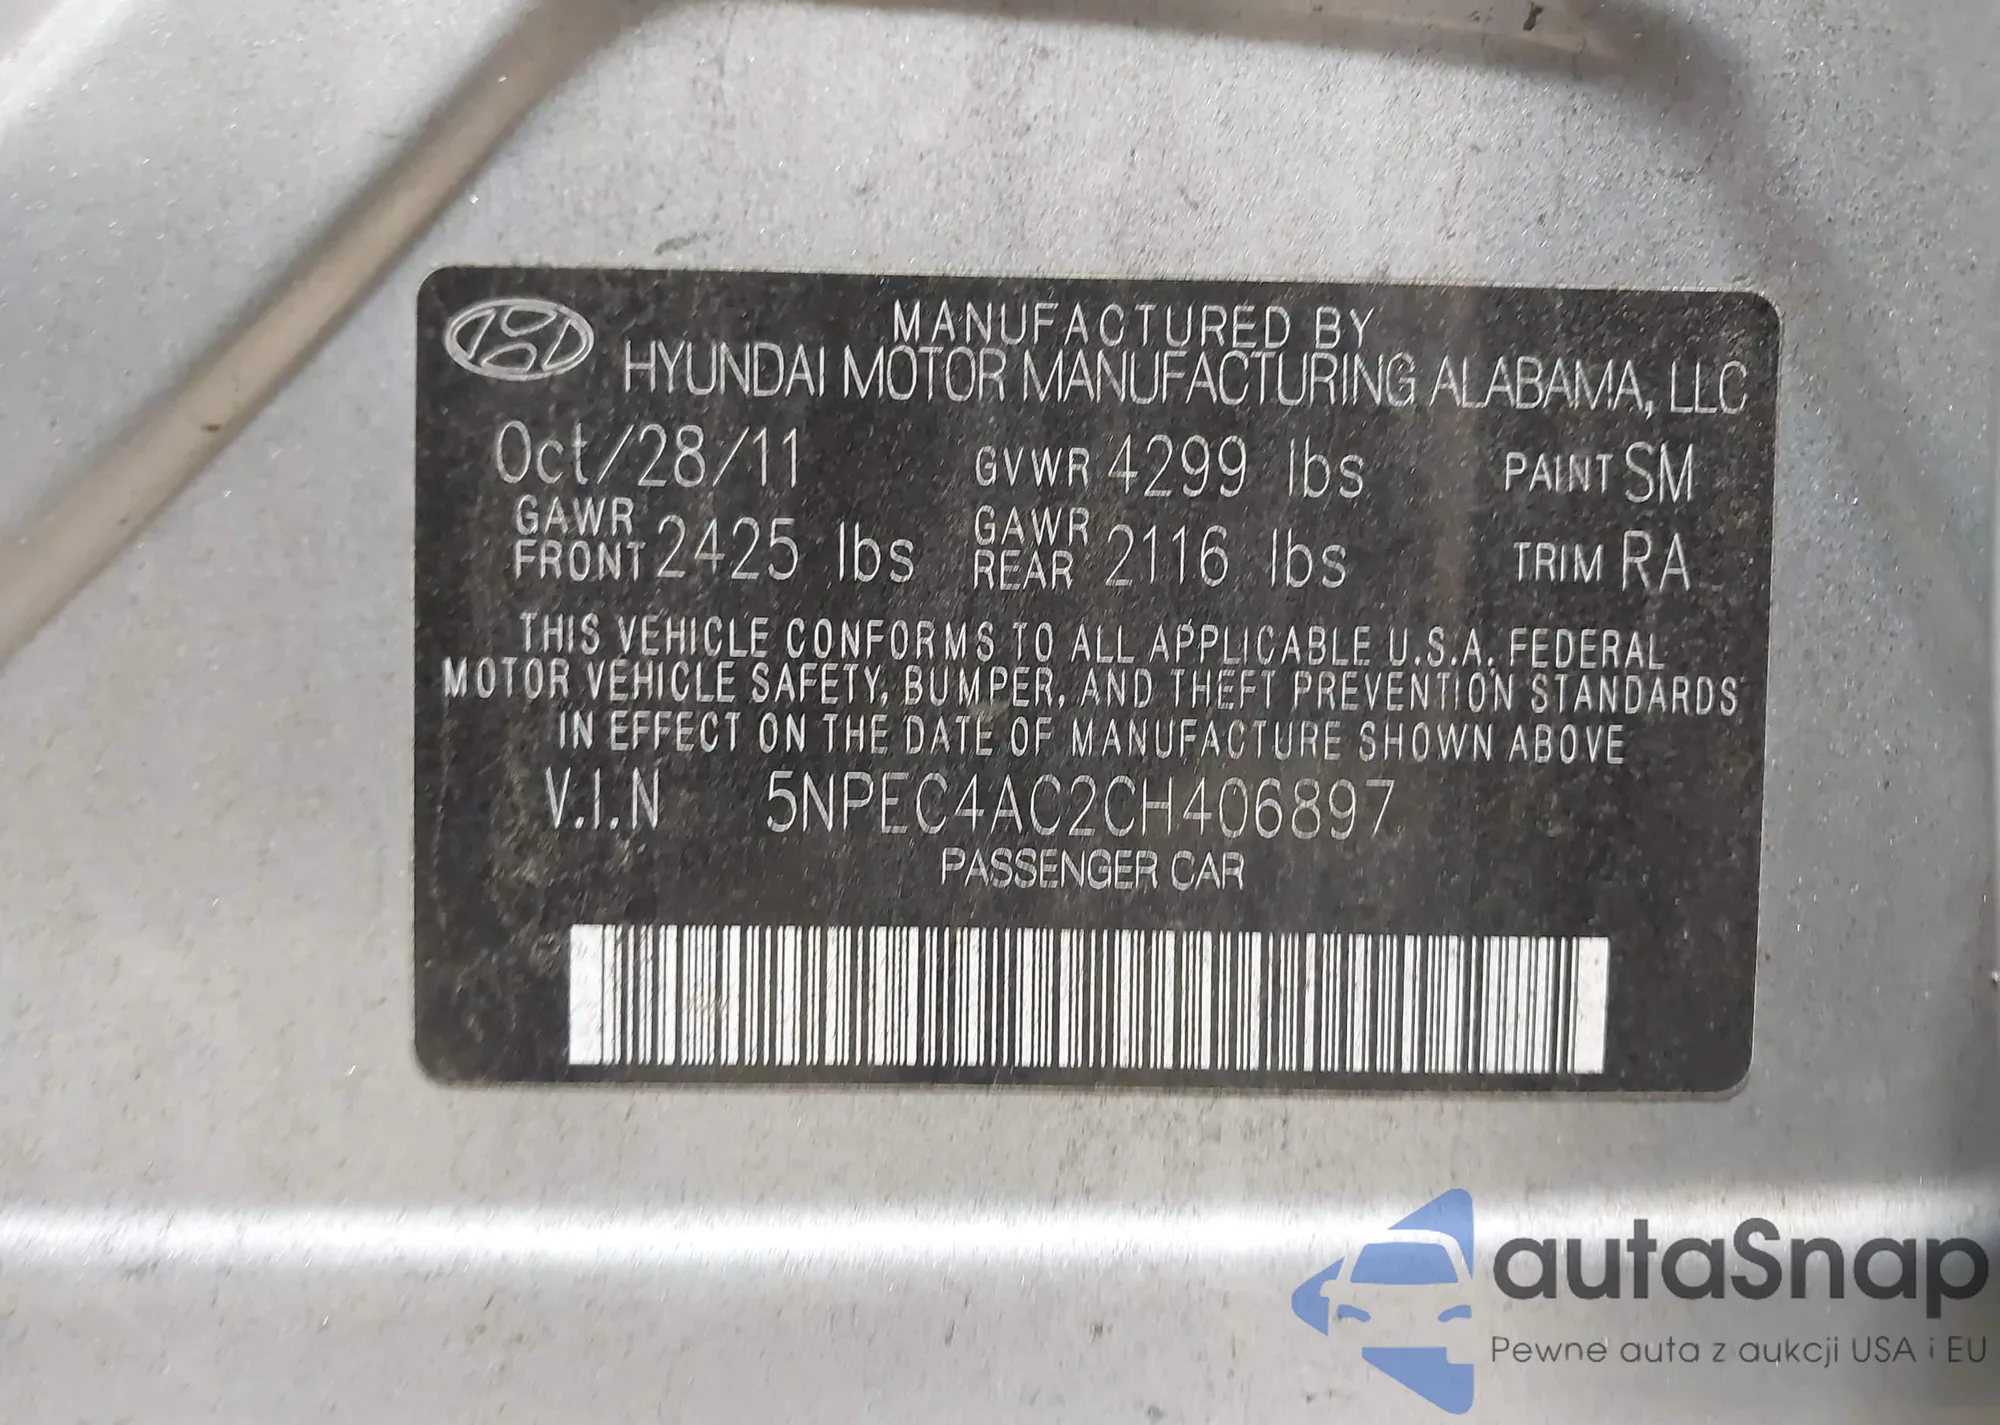 MANUFACTURED BY
HYUNDAI MOTOR MANUFACTURING ALABAMA, LLC
Oct/28/11 GVWR 4299 lbs PAINT SM
GAWR FRONT 2425 lbs GAWR REAR 2116 lbs TRIM RA
THIS VEHICLE CONFORMS TO ALL APPLICABLE U.S.A. FEDERAL
MOTOR VEHICLE SAFETY, BUMPER, AND THEFT PREVENTION STANDARDS
IN EFFECT ON THE DATE OF MANUFACTURE SHOWN ABOVE
V.I.N 5NPEC4AC2CH406897
PASSENGER CAR
autaSnap
Pewne auta z aukcji USA i EU